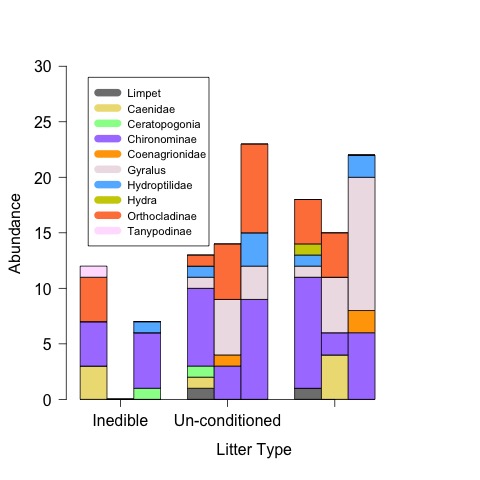 30
25
20
15
10
5
0
Abundance
Limpet
Caenidae
Ceratopogonia
Chironominae
Coenagrionidae
Gyralus
Hydroptilidae
Hydra
Orthocladinae
Tanypodinae
Inedible Un-conditioned
Litter Type